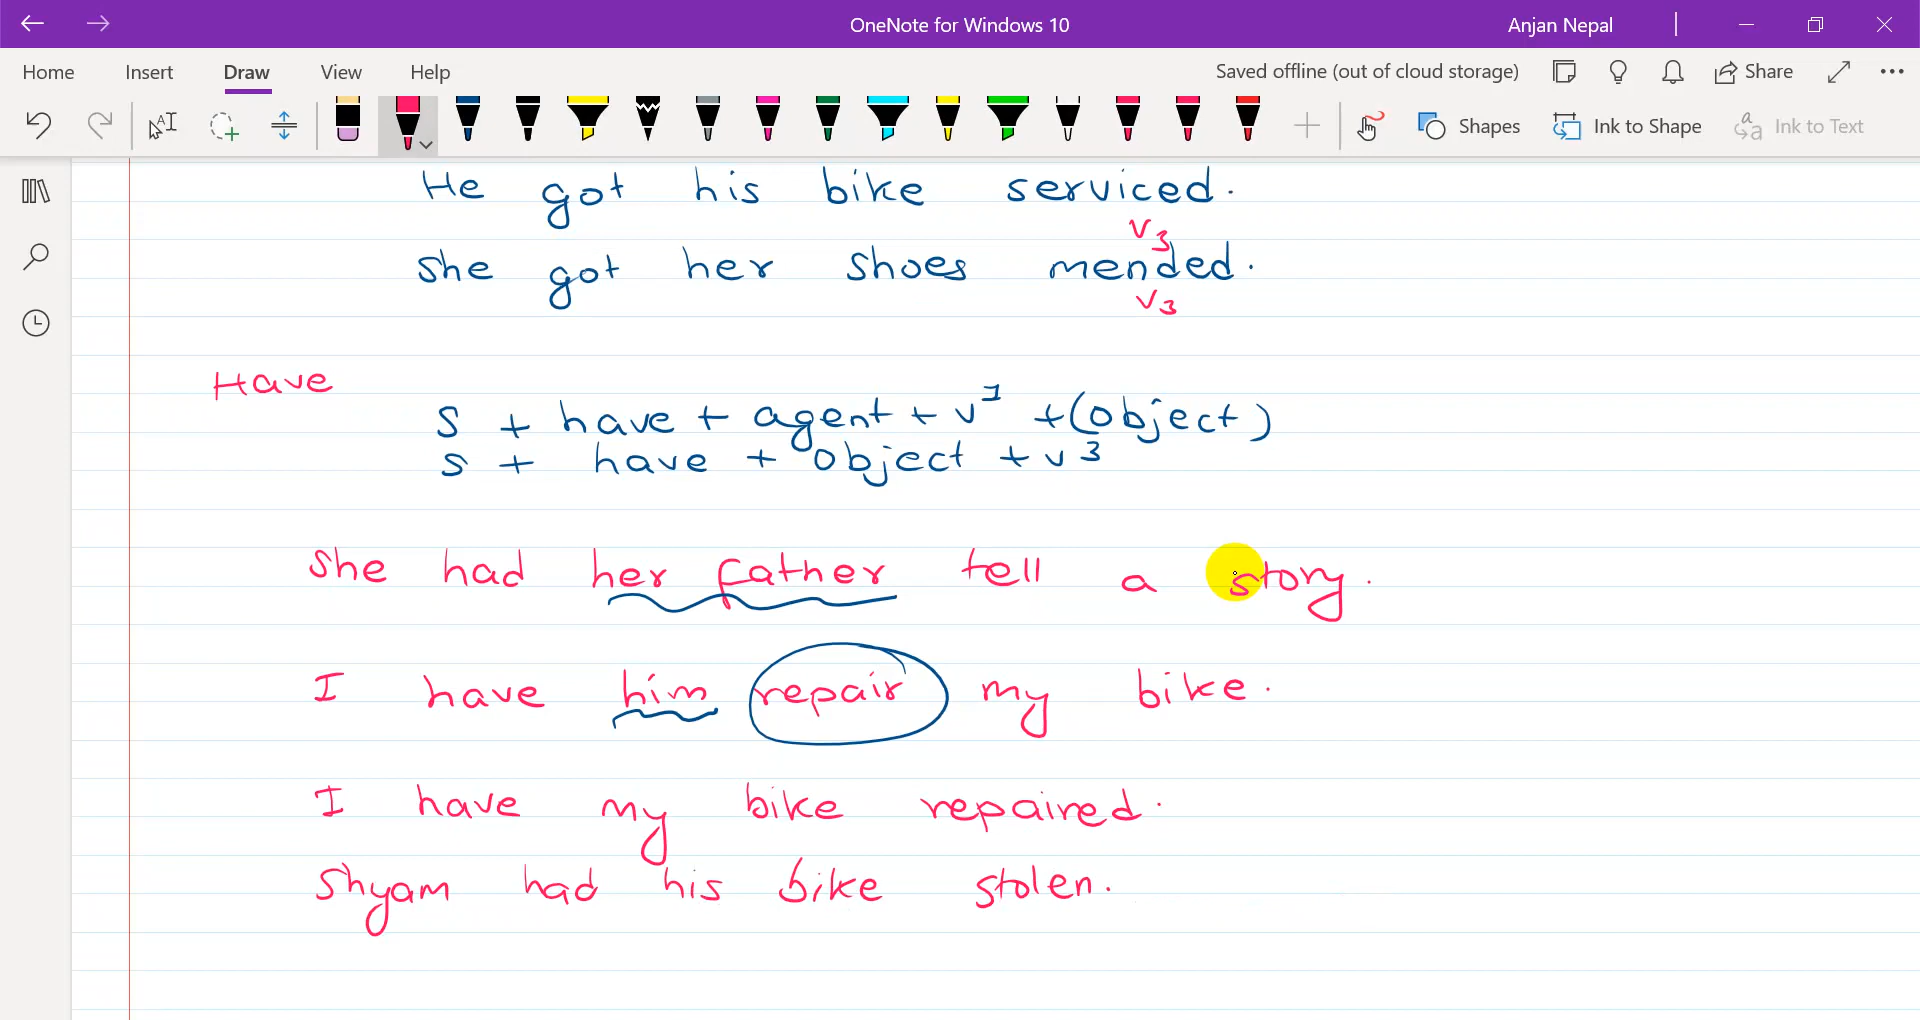 OneNote for Windows 10
Anjan Nepal
Home Insert Draw View Help
Saved offline (out of cloud storage)
Share
Shapes
Ink to Shape
Ink to Text
He got his bike serviced.
V3
She got her shoes mended.
V3
Have
S + have + agent + v1 + (object)
S + have + object + v3
She had her father tell a story.
I have him repair my bike.
I have my bike repaired.
Shyam had his bike stolen.